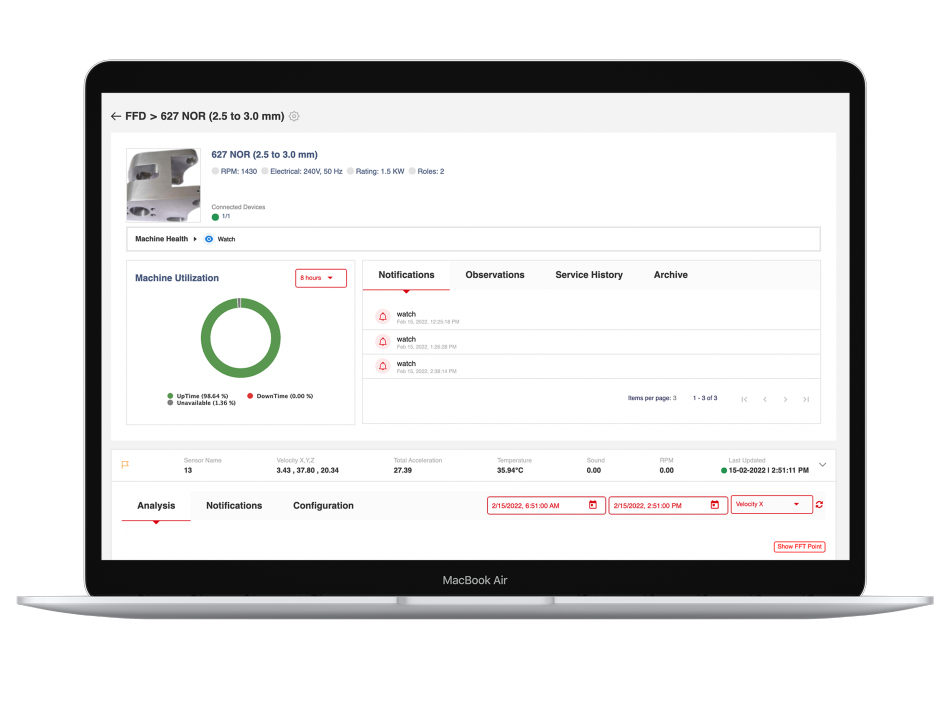 FFD > 627 NOR (2.5 to 3.0 mm)
627 NOR (2.5 to 3.0 mm)
RPM: 1430 Electrical: 240V, 50 Hz Rating: 1.5 KW Roles: 2
Connected Devices
1/1
Machine Health Watch
Machine Utilization
8 hours
UpTime (98.64 %) DownTime (0.00 %)
Unavailable (1.36 %)
Notifications Observations Service History Archive
watch
Feb 15, 2022, 12:25:18 PM
watch
Feb 15, 2022, 1:30:28 PM
watch
Feb 15, 2022, 2:36:14 PM
Items per page: 3 1 - 3 of 3
Sensor Name Velocity X,Y,Z Total Acceleration Temperature Sound RPM Last Updated
13 3.43 , 37.80 , 20.34 27.39 35.94°C 0.00 0.00 15-02-2022 | 2:51:11 PM
Analysis Notifications Configuration
2/15/2022, 6:51:00 AM 2/15/2022, 2:51:00 PM Velocity X
Show FFT Point
MacBook Air